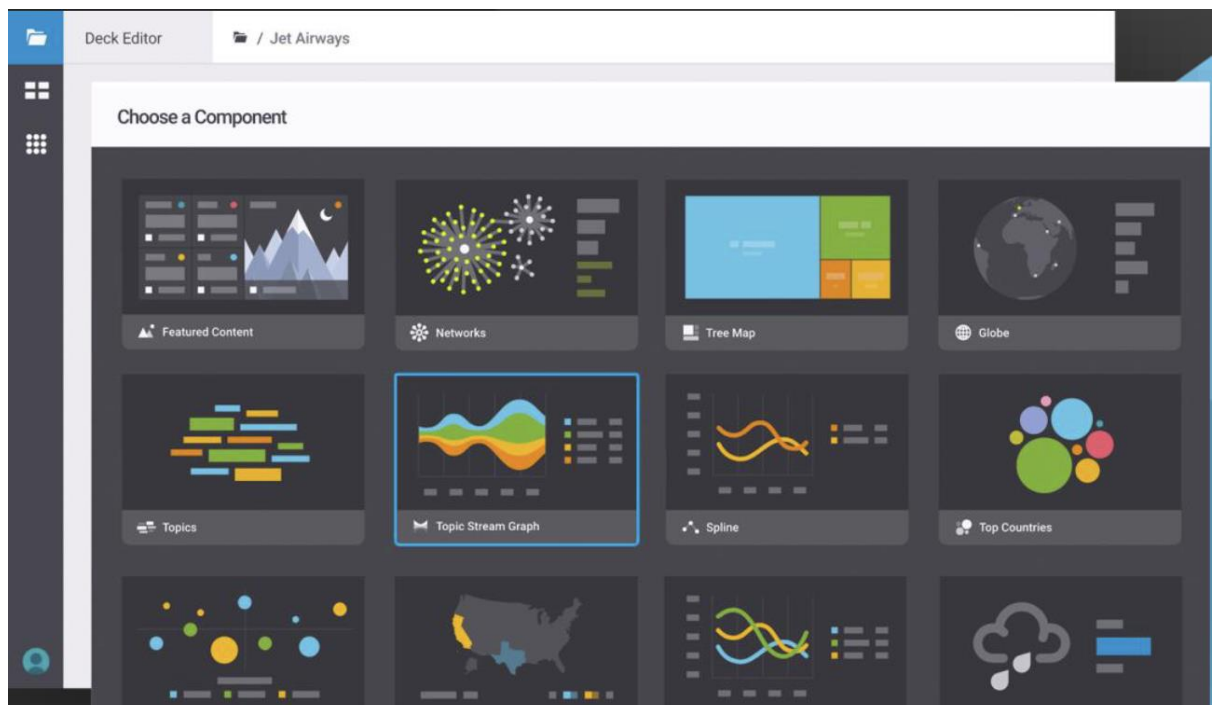 Deck Editor
/ Jet Airways
Choose a Component
Featured Content
Networks
Tree Map
Globe
Topics
Topic Stream Graph
Spline
Top Countries